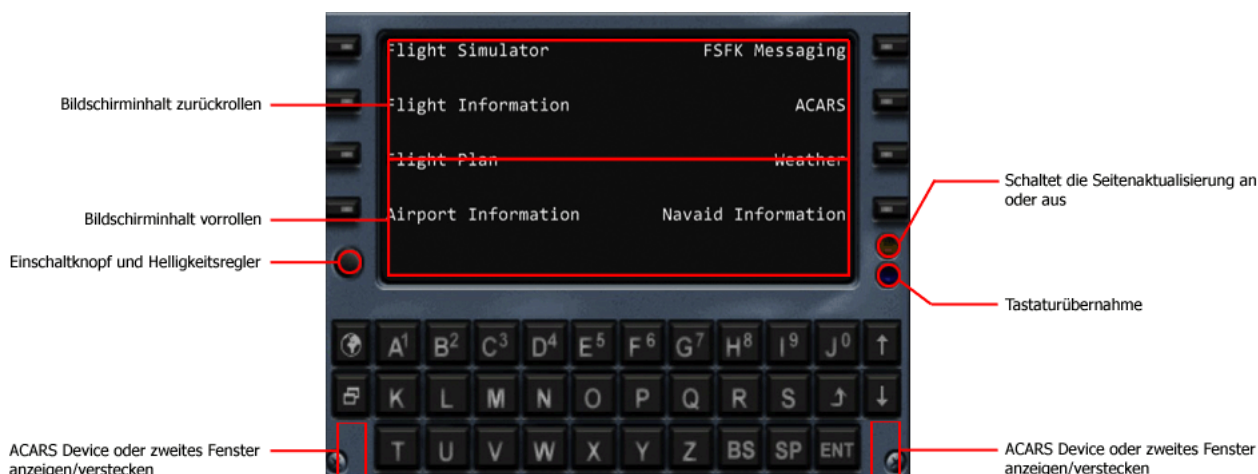 Flight Simulator FSFK Messaging
Bildschirminhalt zurückrollen
Flight Information ACARS
Flight Plan Weather
Schaltet die Seitenaktualisierung an
oder aus
Bildschirminhalt vorrollen
Airport Information Navaid Information
Einschaltknopf und Helligkeitsregler
Tastaturübernahme
A1 B2 C3 D4 E5 F6 G7 H8 I9 J0 ↑
K L M N O P Q R S ↓
T U V W X Y Z BS SP ENT
ACARS Device oder zweites Fenster
anzeigen/verstecken
ACARS Device oder zweites Fenster
anzeigen/verstecken